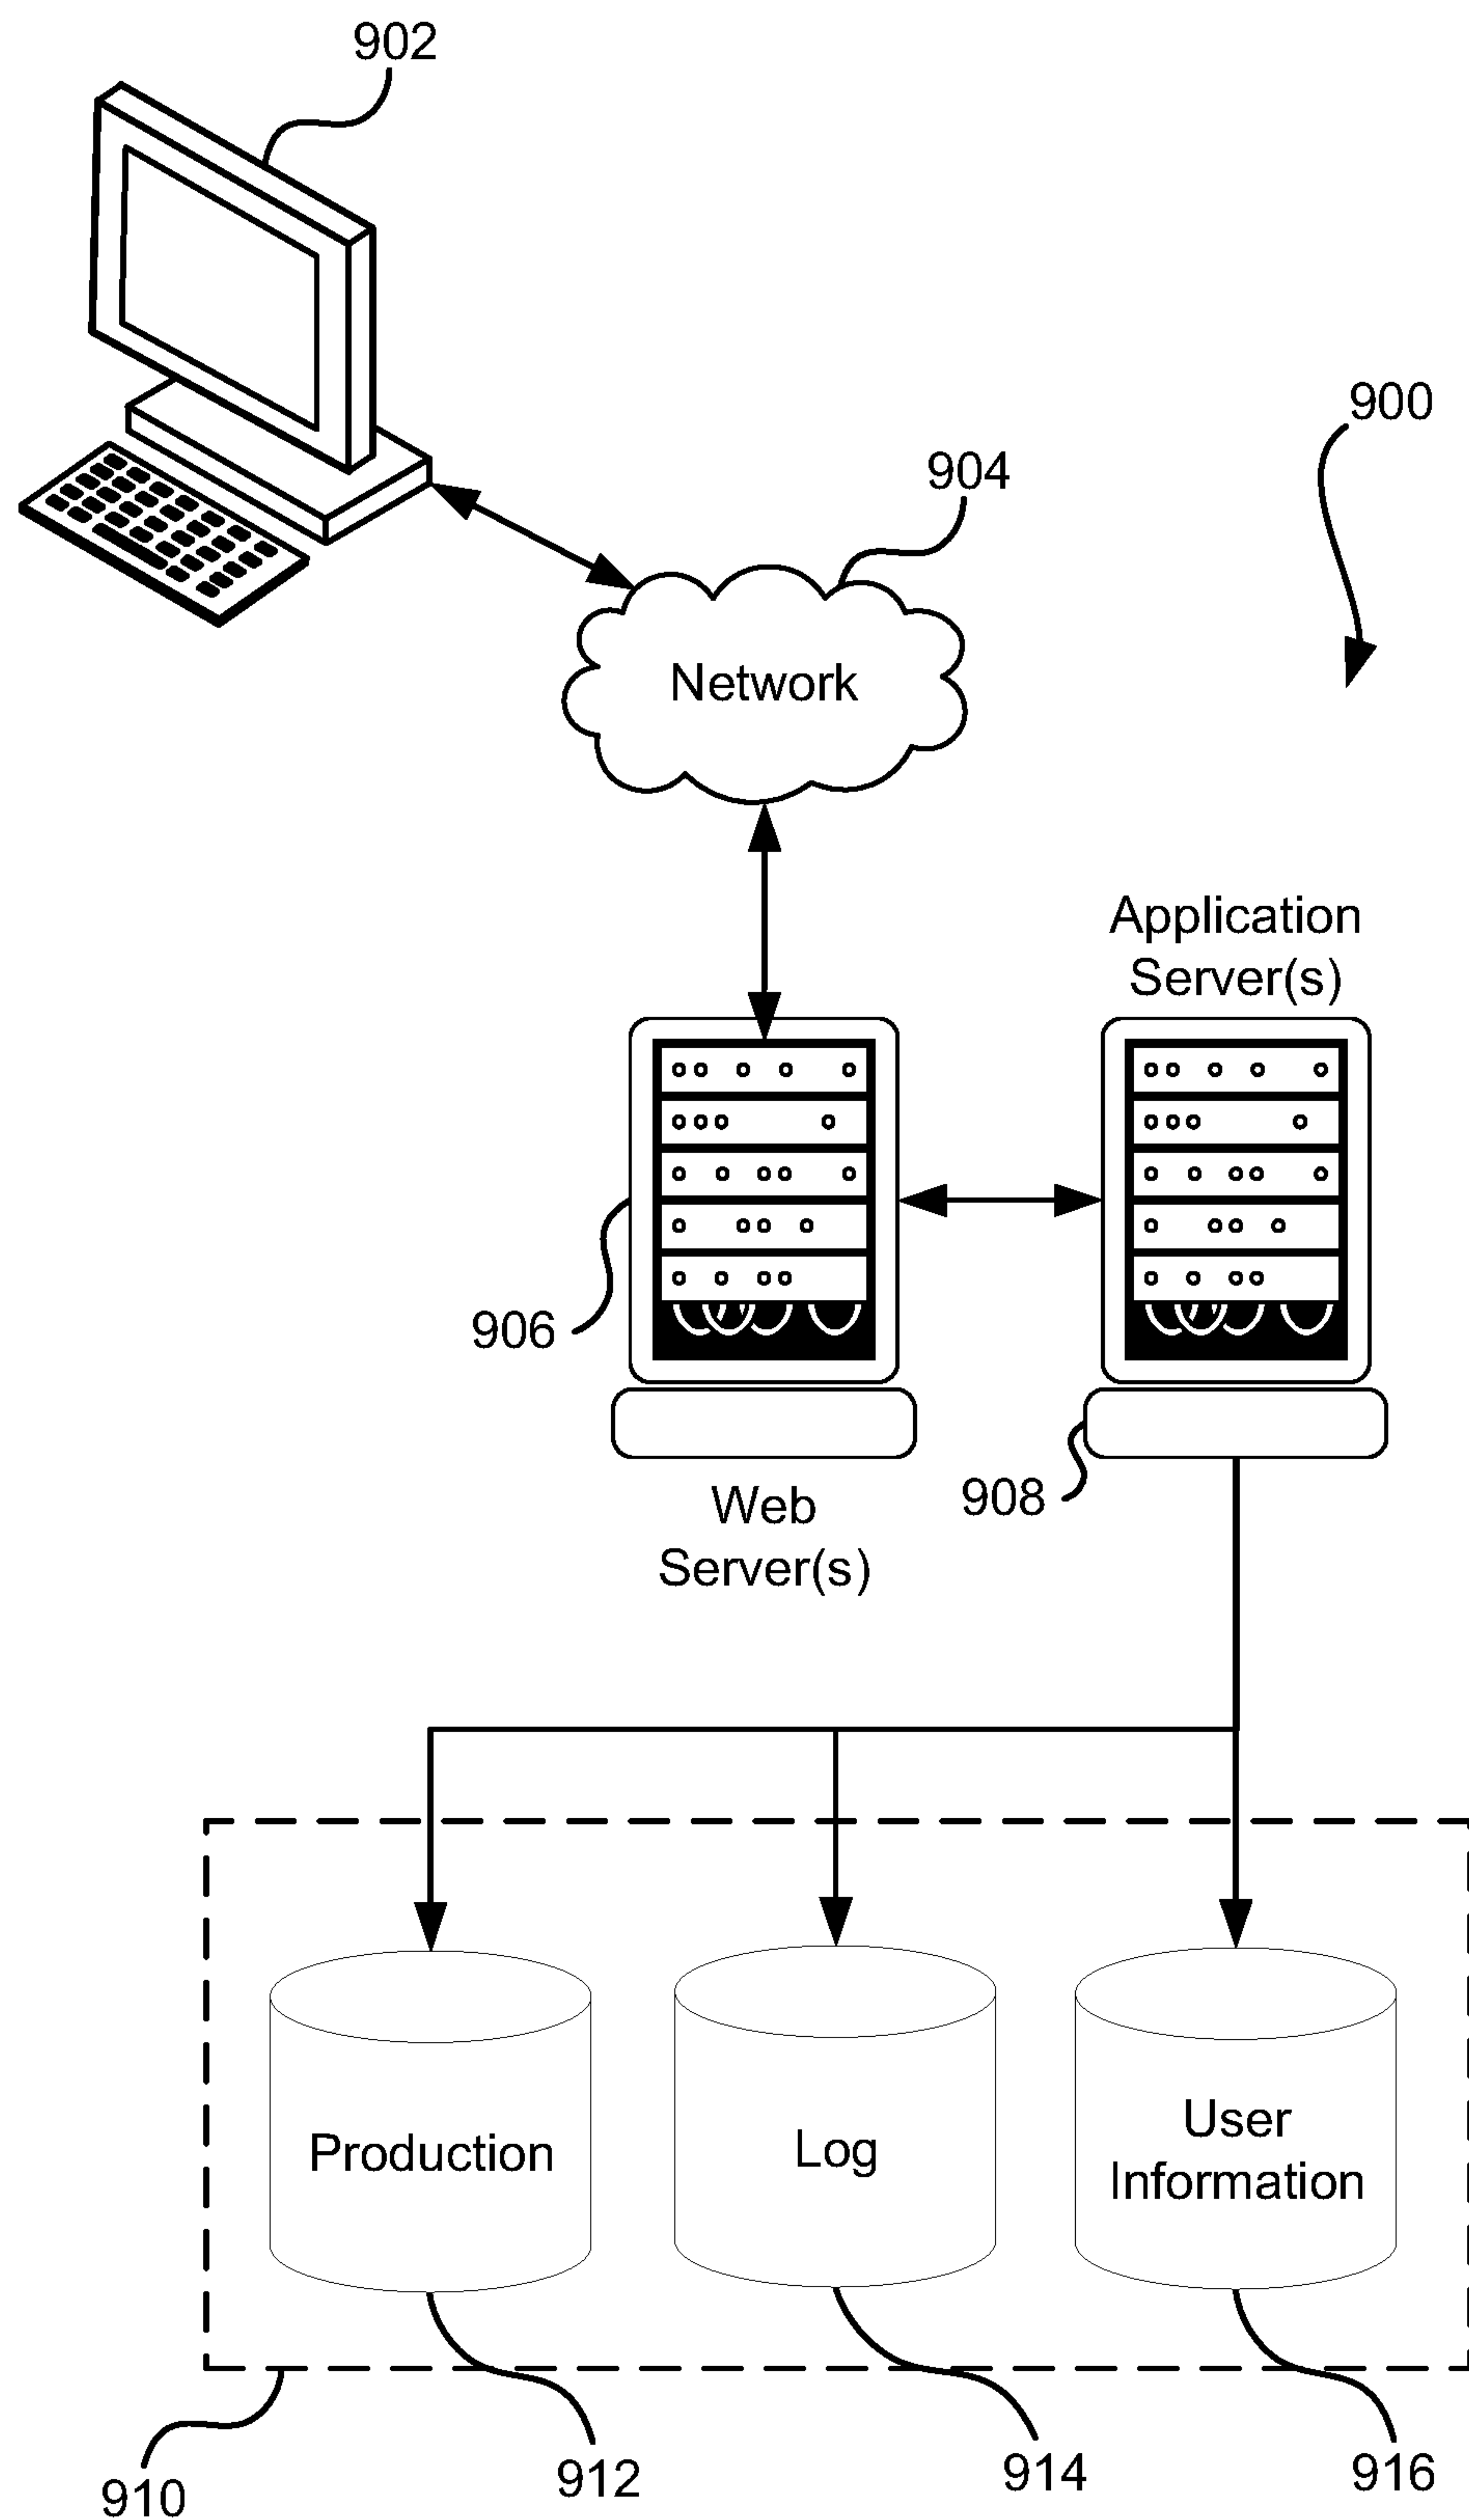 902
900
904
Network
Application
Server(s)
906
908
Web
Server(s)
Production
Log
User
Information
910
912
914
916